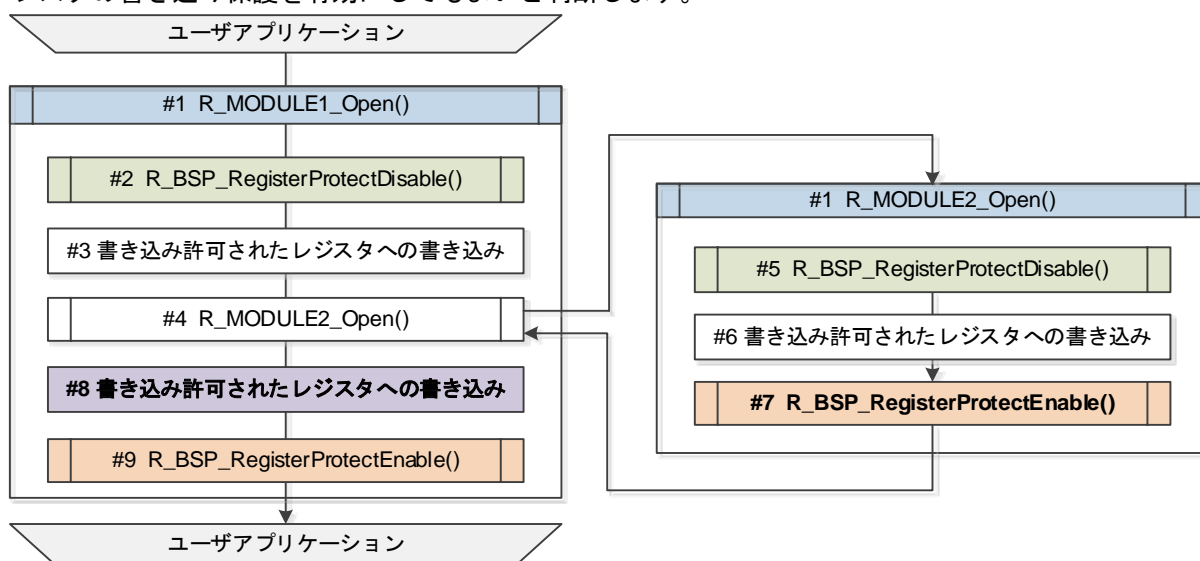 ユーザアプリケーション
#1 R_MODULE1_Open()
#2 R_BSP_RegisterProtectDisable()
#3 書き込み許可されたレジスタへの書き込み
#4 R_MODULE2_Open()
#8 書き込み許可されたレジスタへの書き込み
#9 R_BSP_RegisterProtectEnable()
ユーザアプリケーション
#1 R_MODULE2_Open()
#5 R_BSP_RegisterProtectDisable()
#6 書き込み許可されたレジスタへの書き込み
#7 R_BSP_RegisterProtectEnable()